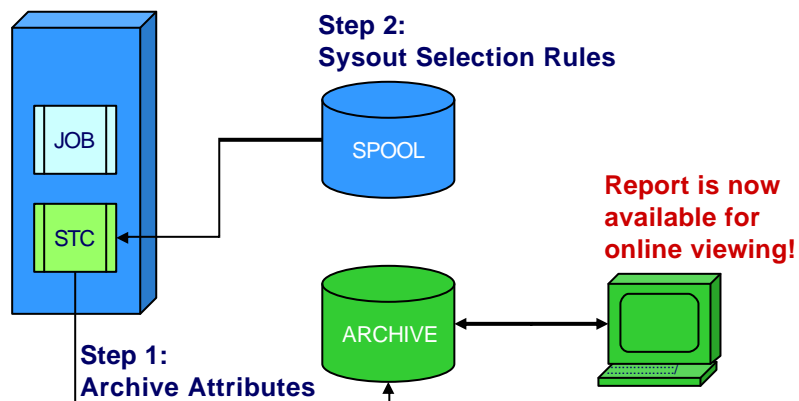 Step 2:
Sysout Selection Rules
JOB
SPOOL
STC
Report is now
available for
online viewing!
ARCHIVE
Step 1:
Archive Attributes